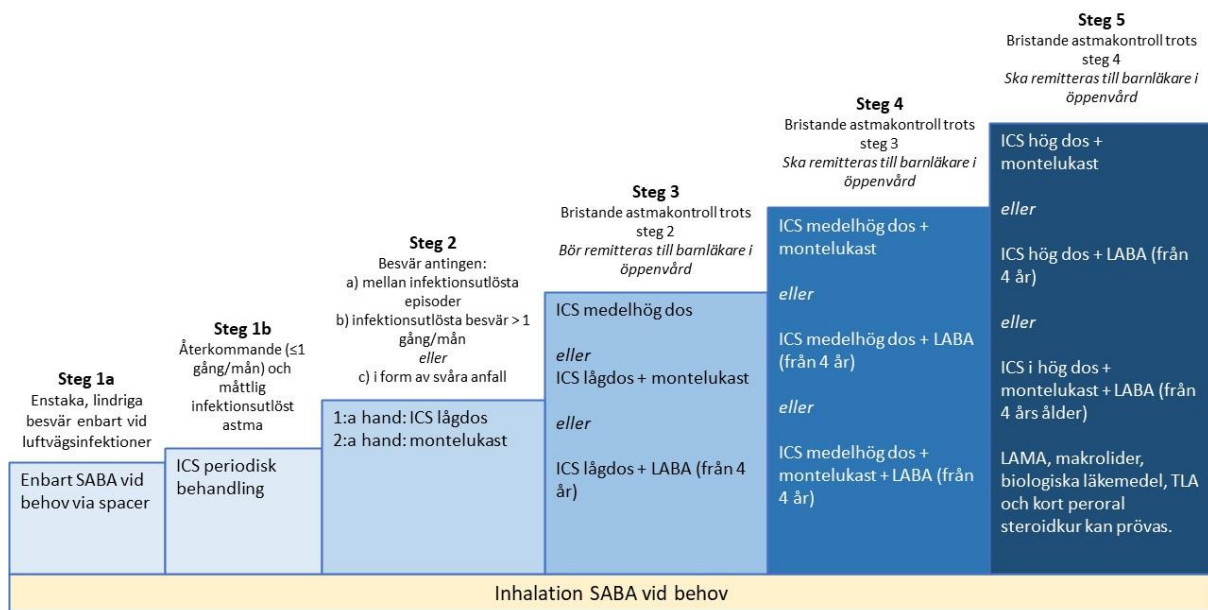 Steg 1a
Enstaka, lindriga
besvär enbart vid
luftvägsinfektioner
Enbart SABA vid
behov via spacer
Steg 1b
Återkommande (≤1
gång/mån) och
måttlig
infektionsutlöst
astma
ICS periodisk
behandling
Steg 2
Besvär antingen:
a) mellan infektionsutlösta
episoder
b) infektionsutlösta besvär > 1
gång/mån
eller
c) i form av svåra anfall
1:a hand: ICS lågdos
2:a hand: montelukast
Steg 3
Bristande astmakontroll trots
steg 2
Bör remitteras till barnläkare i
öppenvård
ICS medelhög dos
eller
ICS lågdos + montelukast
eller
ICS lågdos + LABA (från 4
år)
Steg 4
Bristande astmakontroll trots
steg 3
Ska remitteras till barnläkare i
öppenvård
ICS medelhög dos +
montelukast
eller
ICS medelhög dos + LABA
(från 4 år)
eller
ICS medelhög dos +
montelukast + LABA (från
4 år)
Steg 5
Bristande astmakontroll trots
steg 4
Ska remitteras till barnläkare i
öppenvård
ICS hög dos +
montelukast
eller
ICS hög dos + LABA (från
4 år)
eller
ICS i hög dos +
montelukast + LABA (från
4 års ålder)
LAMA, makrolider,
biologiska läkemedel, TLA
och kort peroral
steroidkur kan prövas.
Inhalation SABA vid behov